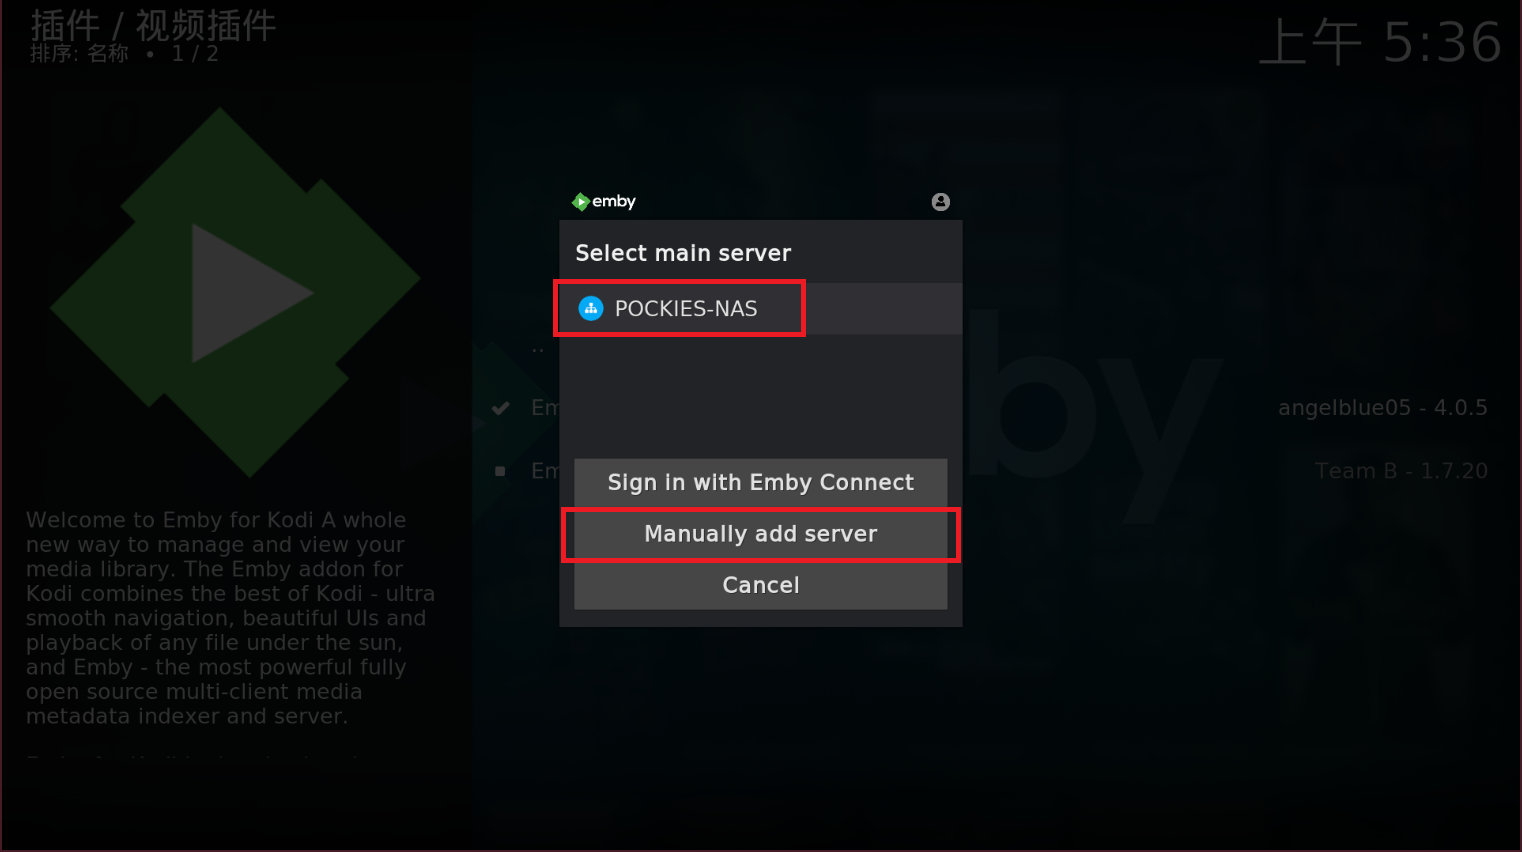 插件 / 视频插件
排序: 名称 • 1 / 2
上午 5:36
emby
Select main server
POCKIES-NAS
..
Em
angelblue05 - 4.0.5
Em
Team B - 1.7.20
by
Sign in with Emby Connect
Manually add server
Cancel
Welcome to Emby for Kodi A whole
new way to manage and view your
media library. The Emby addon for
Kodi combines the best of Kodi - ultra
smooth navigation, beautiful UIs and
playback of any file under the sun,
and Emby - the most powerful fully
open source multi-client media
metadata indexer and server.